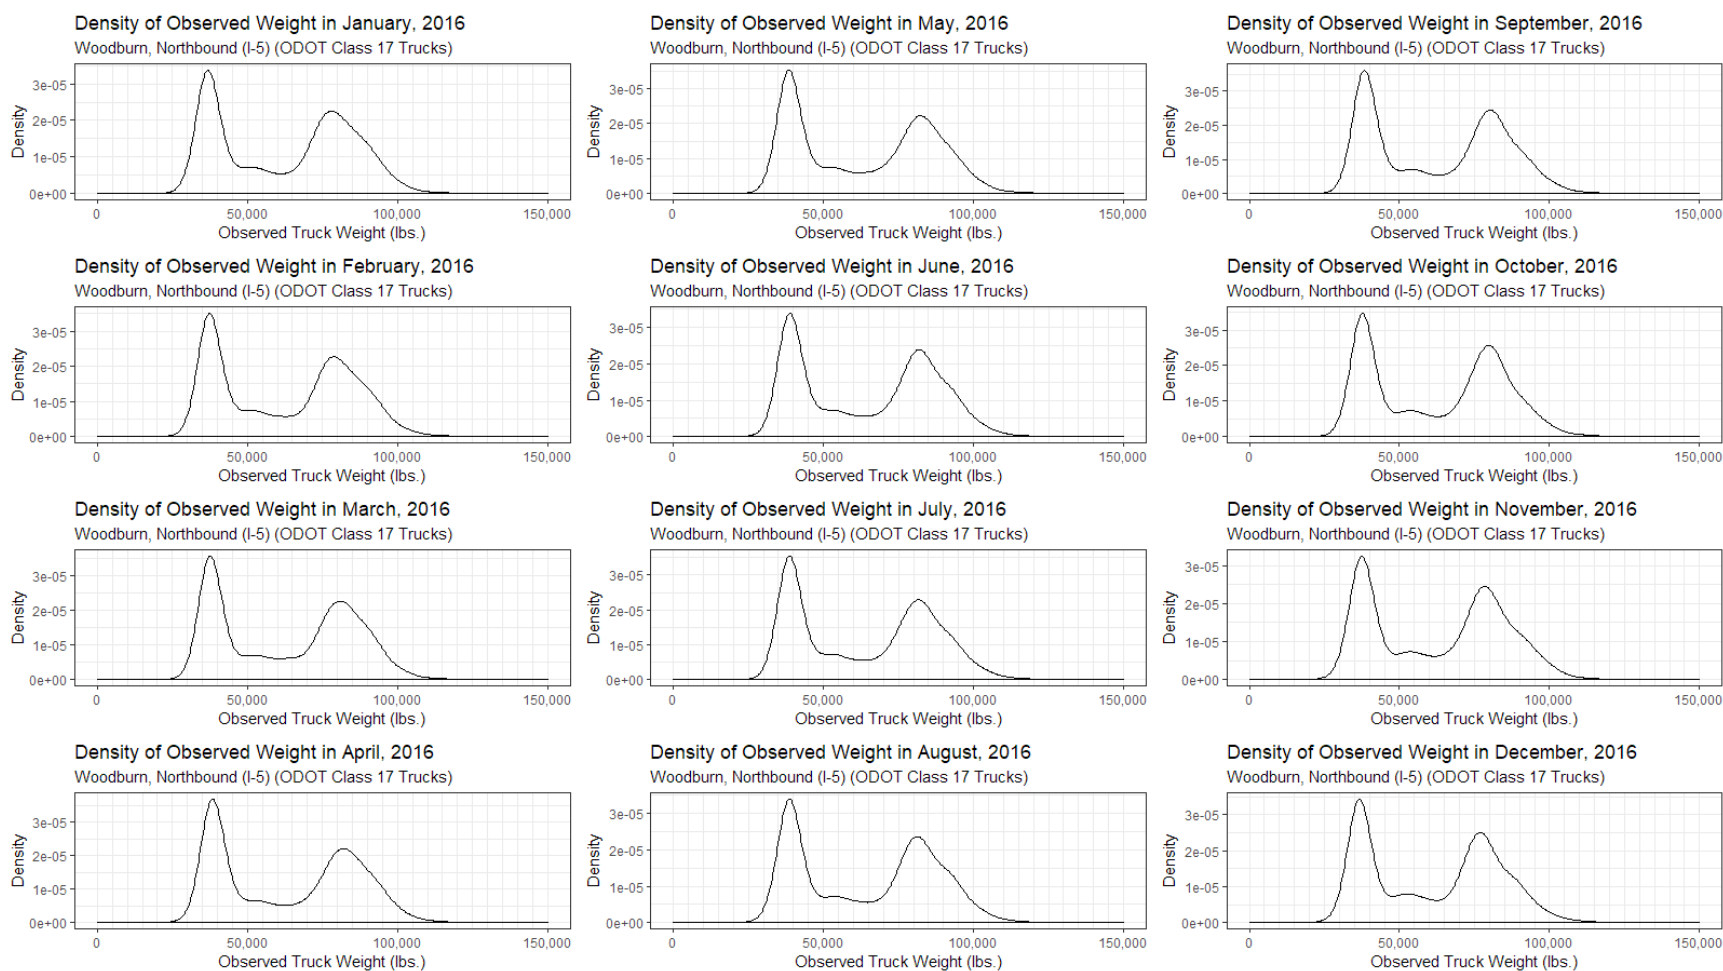 Density of Observed Weight in January, 2016
Woodburn, Northbound (I-5) (ODOT Class 17 Trucks)
Density
3e-05
2e-05
1e-05
0e+00
0 50,000 100,000 150,000
Observed Truck Weight (lbs.)
Density of Observed Weight in May, 2016
Woodburn, Northbound (I-5) (ODOT Class 17 Trucks)
Density
3e-05
2e-05
1e-05
0e+00
0 50,000 100,000 150,000
Observed Truck Weight (lbs.)
Density of Observed Weight in September, 2016
Woodburn, Northbound (I-5) (ODOT Class 17 Trucks)
Density
3e-05
2e-05
1e-05
0e+00
0 50,000 100,000 150,000
Observed Truck Weight (lbs.)
Density of Observed Weight in February, 2016
Woodburn, Northbound (I-5) (ODOT Class 17 Trucks)
Density
3e-05
2e-05
1e-05
0e+00
0 50,000 100,000 150,000
Observed Truck Weight (lbs.)
Density of Observed Weight in June, 2016
Woodburn, Northbound (I-5) (ODOT Class 17 Trucks)
Density
3e-05
2e-05
1e-05
0e+00
0 50,000 100,000 150,000
Observed Truck Weight (lbs.)
Density of Observed Weight in October, 2016
Woodburn, Northbound (I-5) (ODOT Class 17 Trucks)
Density
3e-05
2e-05
1e-05
0e+00
0 50,000 100,000 150,000
Observed Truck Weight (lbs.)
Density of Observed Weight in March, 2016
Woodburn, Northbound (I-5) (ODOT Class 17 Trucks)
Density
3e-05
2e-05
1e-05
0e+00
0 50,000 100,000 150,000
Observed Truck Weight (lbs.)
Density of Observed Weight in July, 2016
Woodburn, Northbound (I-5) (ODOT Class 17 Trucks)
Density
3e-05
2e-05
1e-05
0e+00
0 50,000 100,000 150,000
Observed Truck Weight (lbs.)
Density of Observed Weight in November, 2016
Woodburn, Northbound (I-5) (ODOT Class 17 Trucks)
Density
3e-05
2e-05
1e-05
0e+00
0 50,000 100,000 150,000
Observed Truck Weight (lbs.)
Density of Observed Weight in April, 2016
Woodburn, Northbound (I-5) (ODOT Class 17 Trucks)
Density
3e-05
2e-05
1e-05
0e+00
0 50,000 100,000 150,000
Observed Truck Weight (lbs.)
Density of Observed Weight in August, 2016
Woodburn, Northbound (I-5) (ODOT Class 17 Trucks)
Density
3e-05
2e-05
1e-05
0e+00
0 50,000 100,000 150,000
Observed Truck Weight (lbs.)
Density of Observed Weight in December, 2016
Woodburn, Northbound (I-5) (ODOT Class 17 Trucks)
Density
3e-05
2e-05
1e-05
0e+00
0 50,000 100,000 150,000
Observed Truck Weight (lbs.)